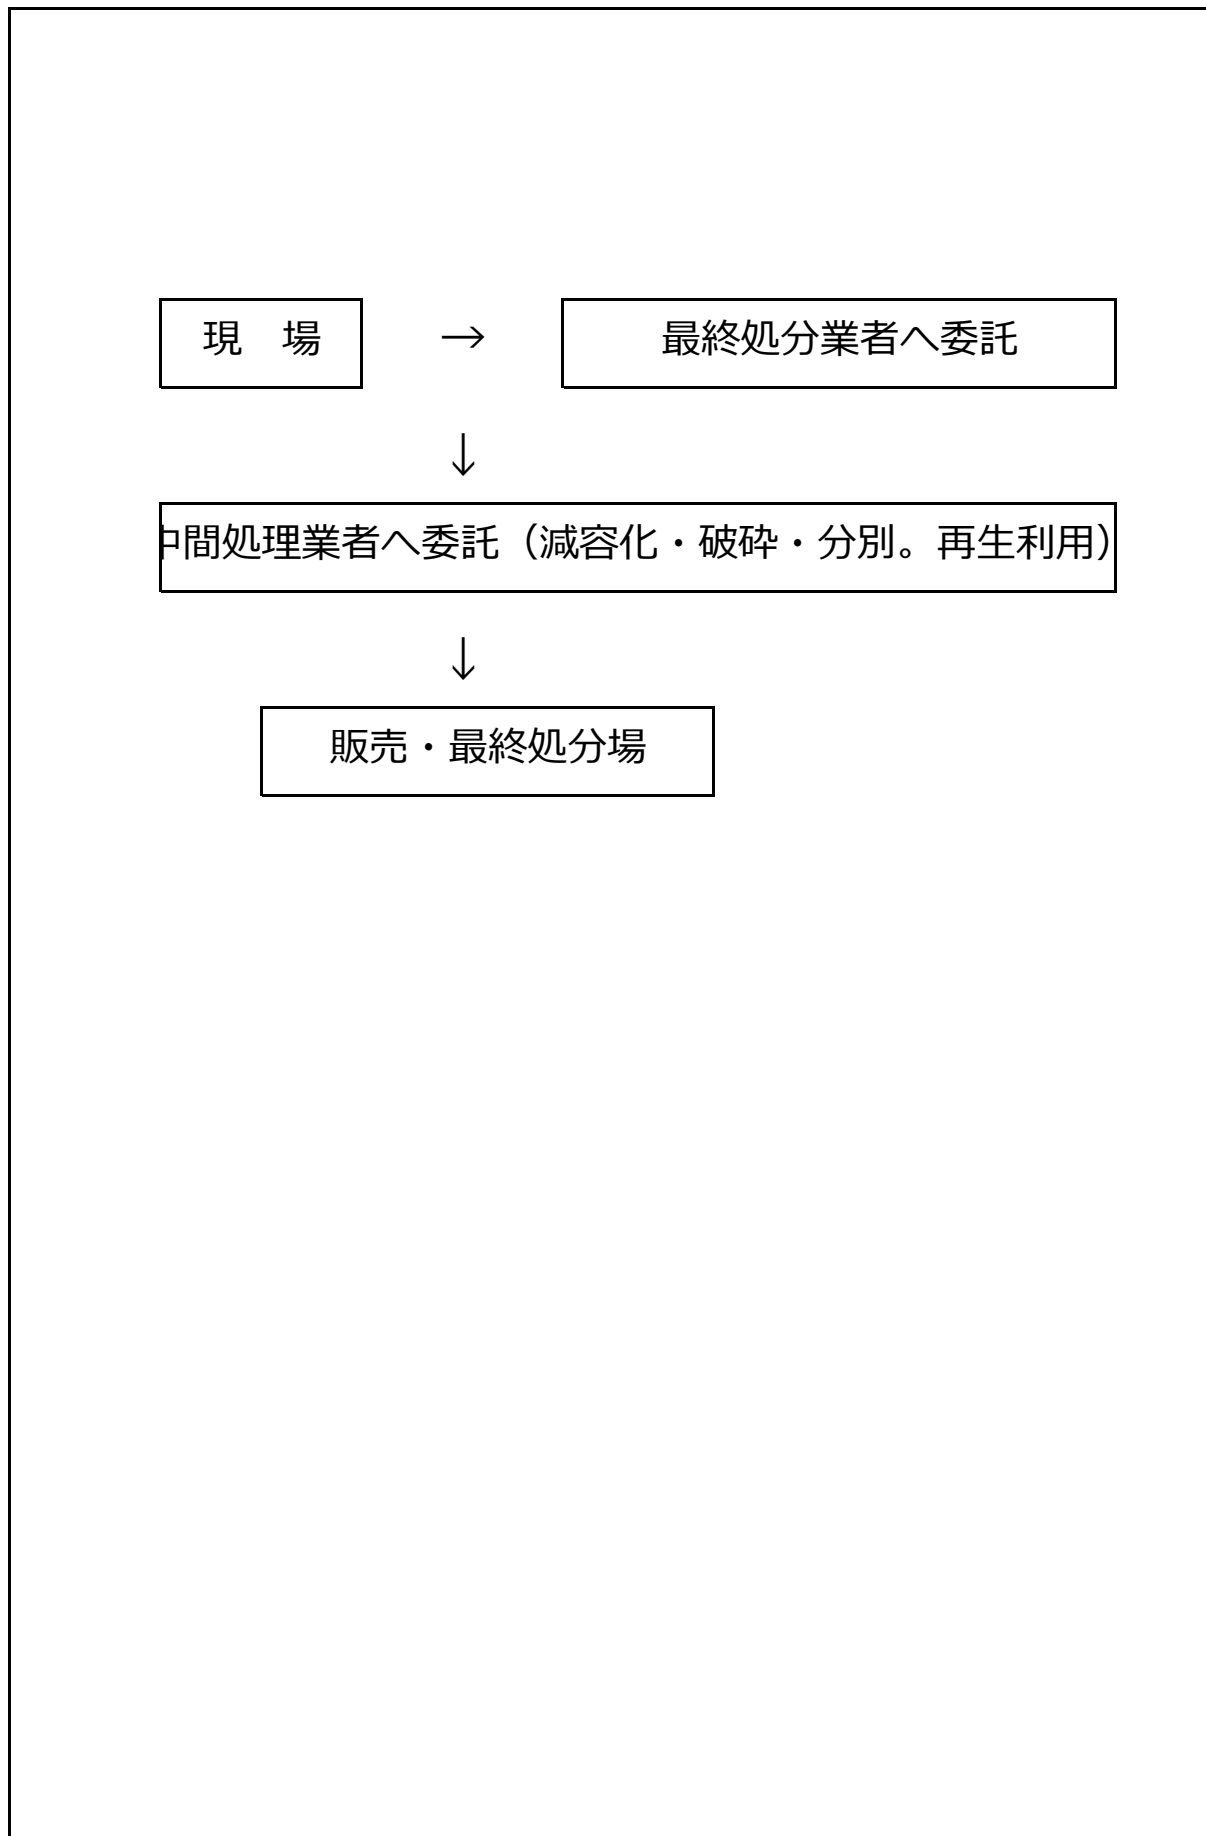 現　場　→　最終処分業者へ委託
↓
中間処理業者へ委託（減容化・破砕・分別。再生利用）
↓
販売・最終処分場